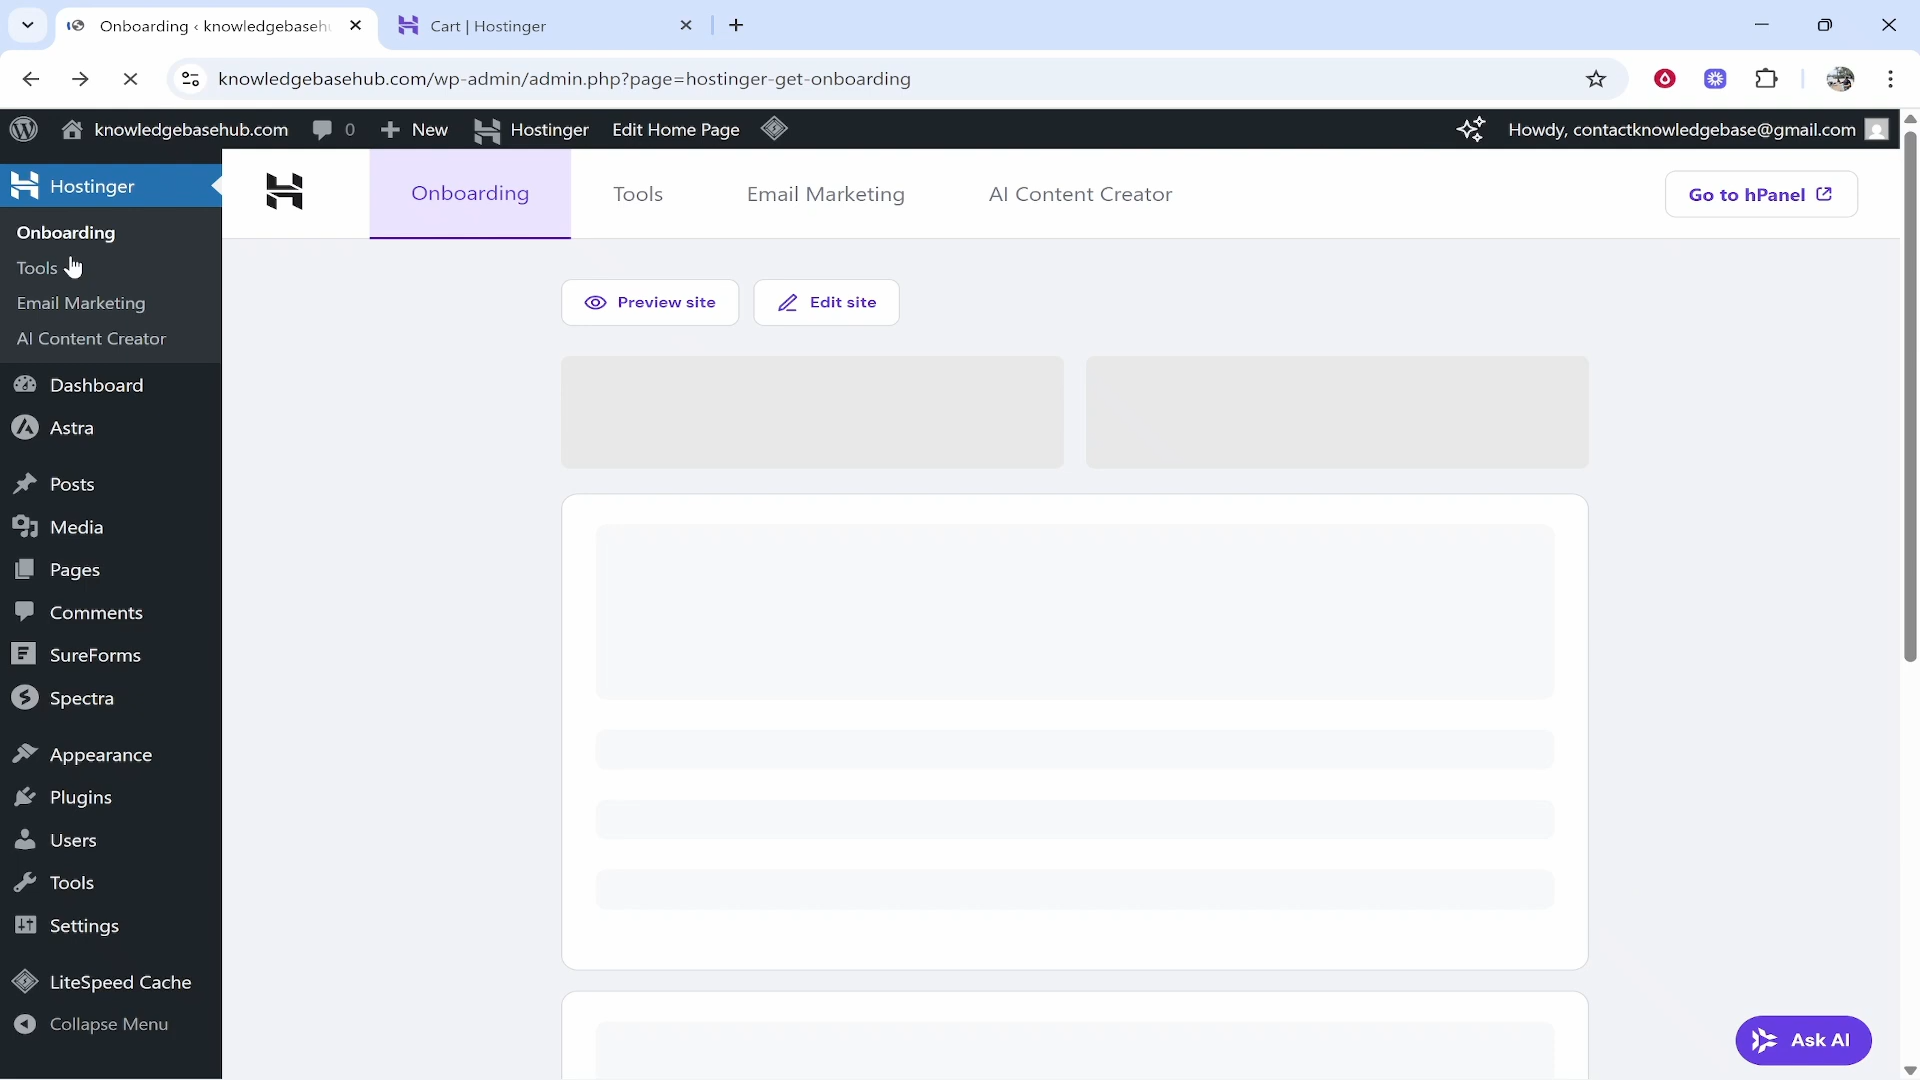 Onboarding ‹ knowledgebaseh
Cart | Hostinger
knowledgebasehub.com/wp-admin/admin.php?page=hostinger-get-onboarding
knowledgebasehub.com
0
New
Hostinger
Edit Home Page
Howdy, contactknowledgebase@gmail.com
Hostinger
Onboarding
Tools
Email Marketing
AI Content Creator
Go to hPanel
Onboarding
Tools
Email Marketing
AI Content Creator
Preview site
Edit site
Dashboard
Astra
Posts
Media
Pages
Comments
SureForms
Spectra
Appearance
Plugins
Users
Tools
Settings
LiteSpeed Cache
Collapse Menu
Ask AI